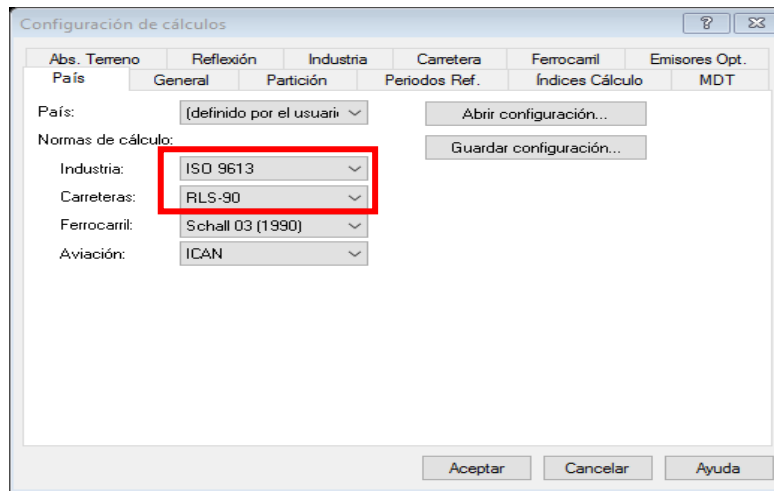 Configuración de cálculos
Abs. Terreno Reflexión Industria Carretera Ferrocarril Emisores Opt.
País General Partición Periodos Ref. Índices Cálculo MDT
País: (definido por el usuari Abrir configuración...
Normas de cálculo: Guardar configuración...
Industria: ISO 9613
Carreteras: RLS-90
Ferrocarril: Schall 03 (1990)
Aviación: ICAN
Aceptar Cancelar Ayuda